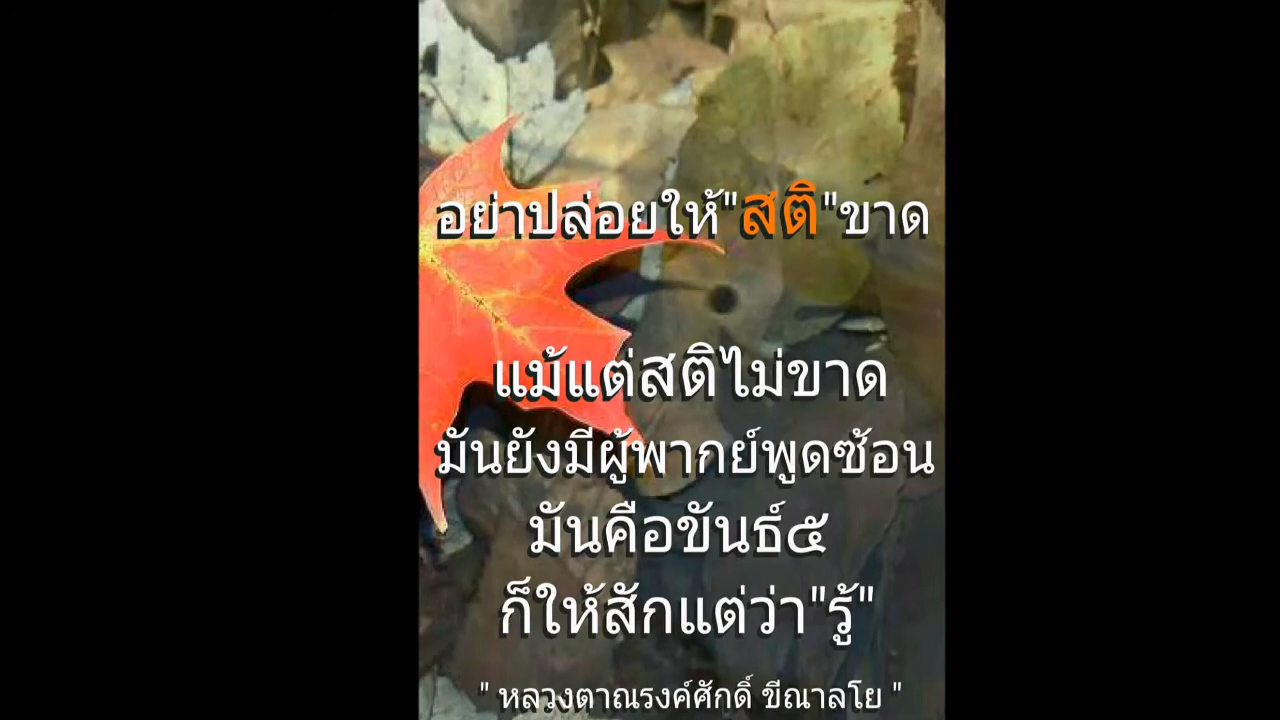 อย่าปล่อยให้"สติ"ขาด
แม้แต่สติไม่ขาด
มันยังมีผู้พากย์พูดซ้อน
มันคือขันธ์๕
ก็ให้สักแต่ว่า"รู้"
" หลวงตาณรงค์ศักดิ์ ขีณาลโย "